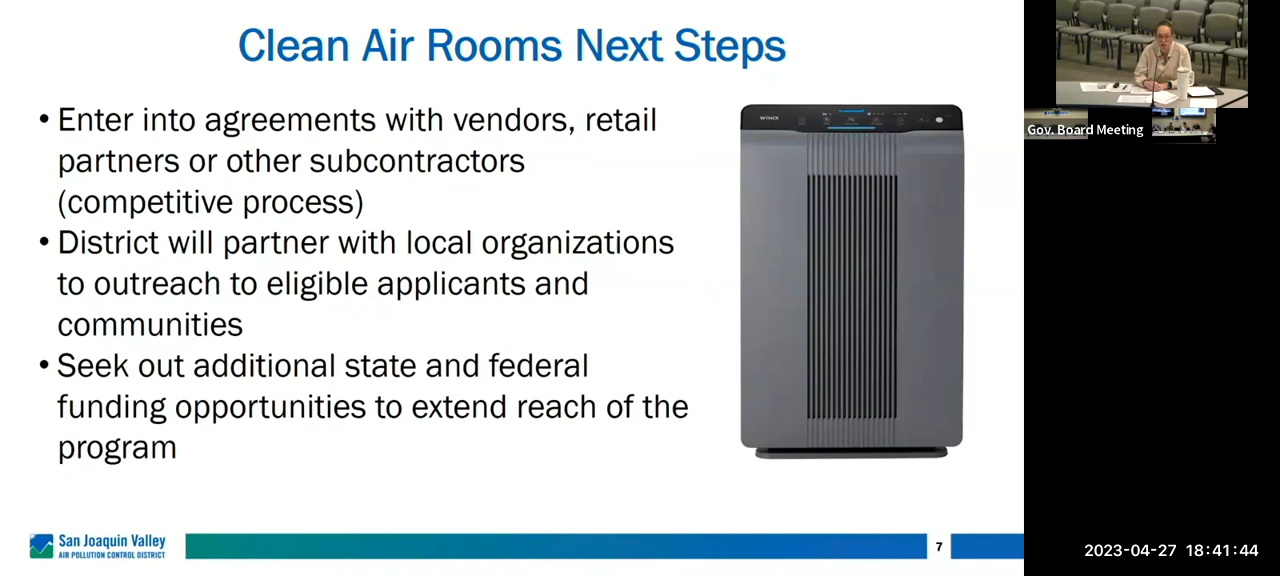 Clean Air Rooms Next Steps
• Enter into agreements with vendors, retail
partners or other subcontractors
(competitive process)
• District will partner with local organizations
to outreach to eligible applicants and
communities
• Seek out additional state and federal
funding opportunities to extend reach of the
program
WINIX
San Joaquin Valley
AIR POLLUTION CONTROL DISTRICT
7
Gov. Board Meeting
2023-04-27 18:41:44